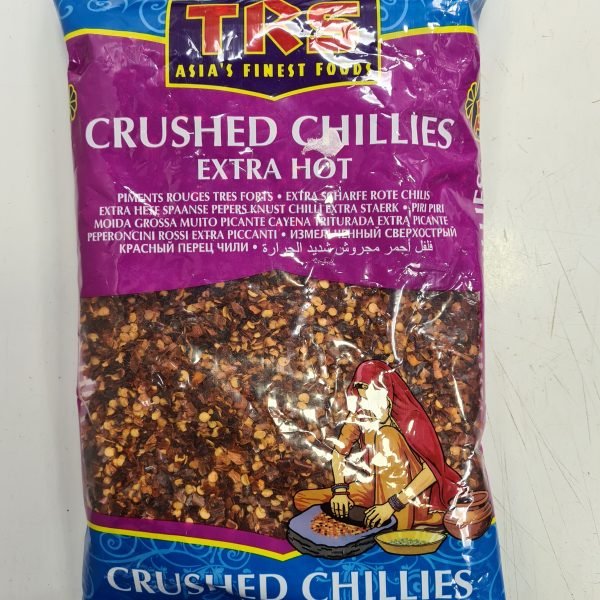 TRS
ASIA'S FINEST FOODS
CRUSHED CHILLIES
EXTRA HOT
PIMENTS ROUGES TRES FORTS • EXTRA SCHARFE ROTE CHILIS
EXTRA HETE SPAANSE PEPERS KNUST CHILLI EXTRA STAERK • PIRI PIRI
MOIDA GROSSA MUITO PICANTE CAYENA TRITURADA EXTRA PICANTE
PEPERONCINI ROSSI EXTRA PICCANTI • ИЗМЕЛЬЧЕННЫЙ СВЕРХОСТРЫЙ
КРАСНЫЙ ПЕРЕЦ ЧИЛИ • فلفل أحمر مجروش شديد الحرارة
CRUSHED CHILLIES